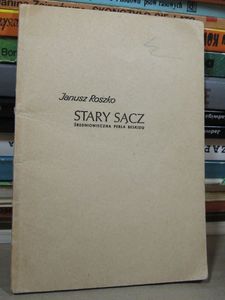 Janusz Roszko
STARY SĄCZ
ŚREDNIOWIECZNA PERŁA BESKIDU